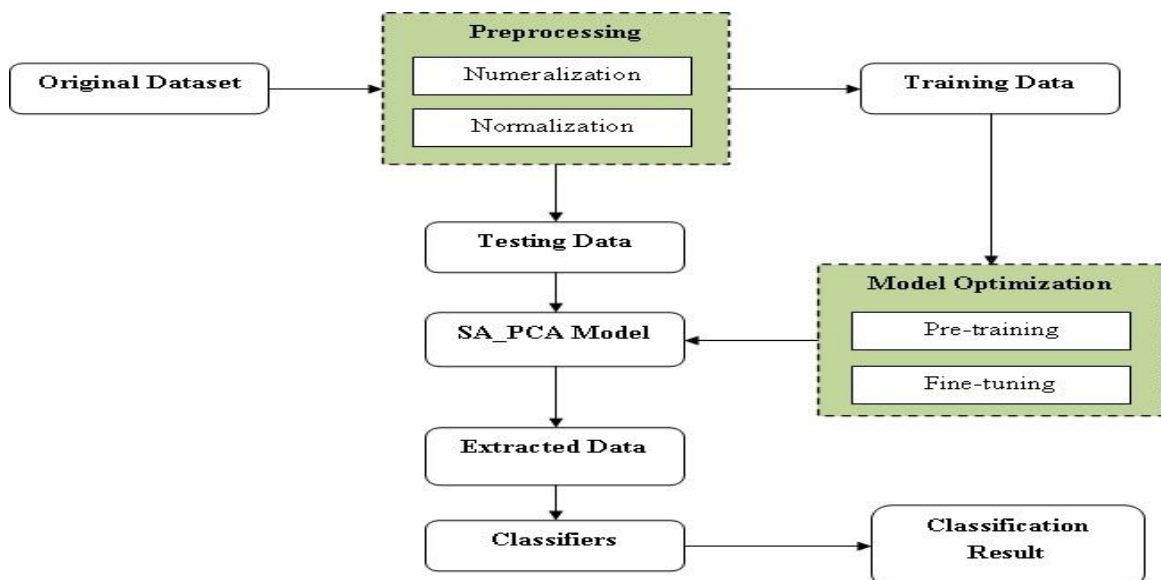 Preprocessing
Original Dataset
Numeralization
Training Data
Normalization
Testing Data
Model Optimization
SA_PCA Model
Pre-training
Fine-tuning
Extracted Data
Classifiers
Classification
Result